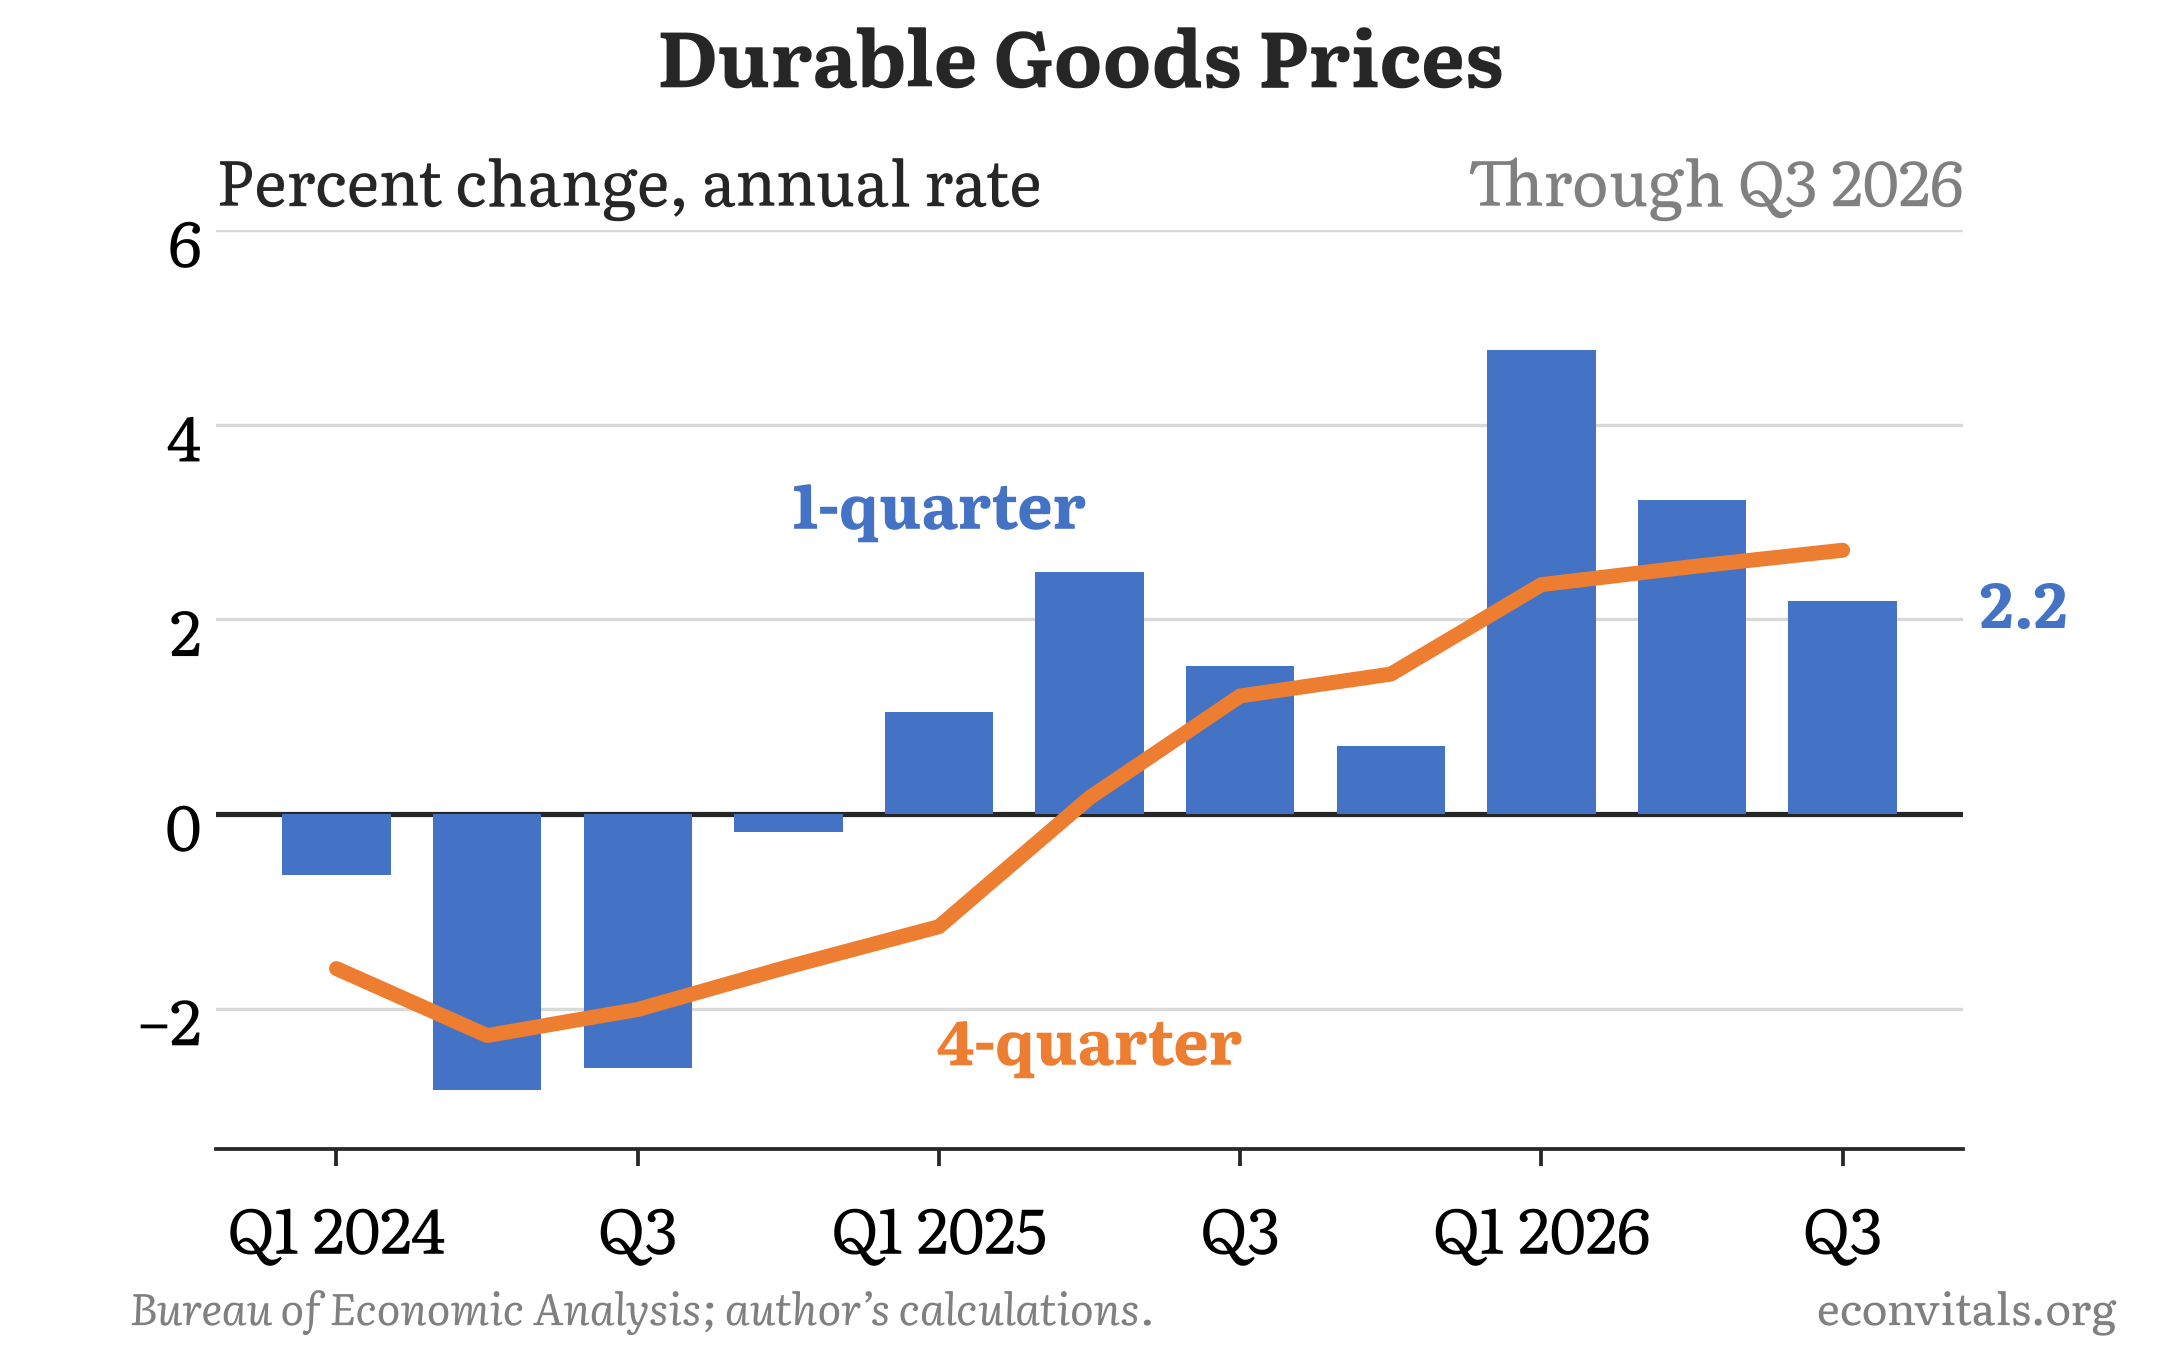 Durable Goods Prices
Percent change, annual rate
Through Q3 2026
6
4
2
0
−2
1-quarter
2.2
4-quarter
Q1 2024
Q3
Q1 2025
Q3
Q1 2026
Q3
Bureau of Economic Analysis; author’s calculations.
econvitals.org